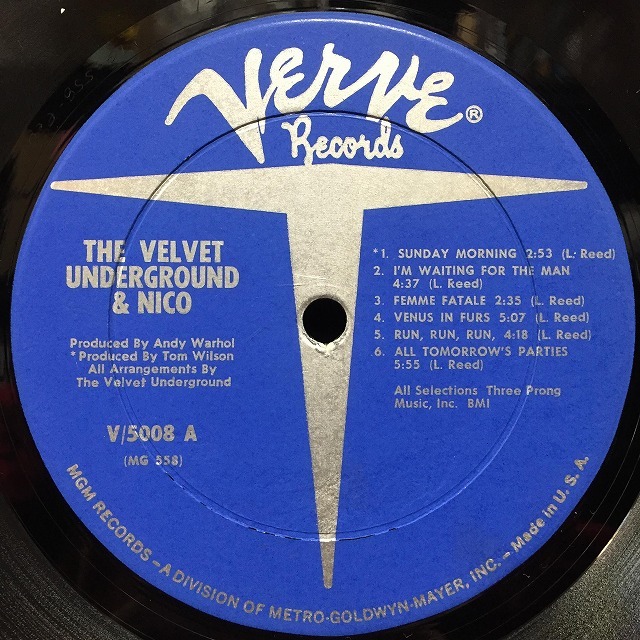 VERVE®
Records
THE VELVET
UNDERGROUND
& NICO
Produced By Andy Warhol
*Produced By Tom Wilson
All Arrangements By
The Velvet Underground
V/5008 A
(MG 558)
*1. SUNDAY MORNING 2:53 (L. Reed)
2. I'M WAITING FOR THE MAN
4:37 (L. Reed)
3. FEMME FATALE 2:35 (L. Reed)
4. VENUS IN FURS 5:07 (L. Reed)
5. RUN, RUN, RUN, 4:18 (L. Reed)
6. ALL TOMORROW'S PARTIES
5:55 (L. Reed)
All Selections Three Prong
Music, Inc. BMI
MGM RECORDS – A DIVISION OF METRO-GOLDWYN-MAYER, INC. – Made in U. S. A.